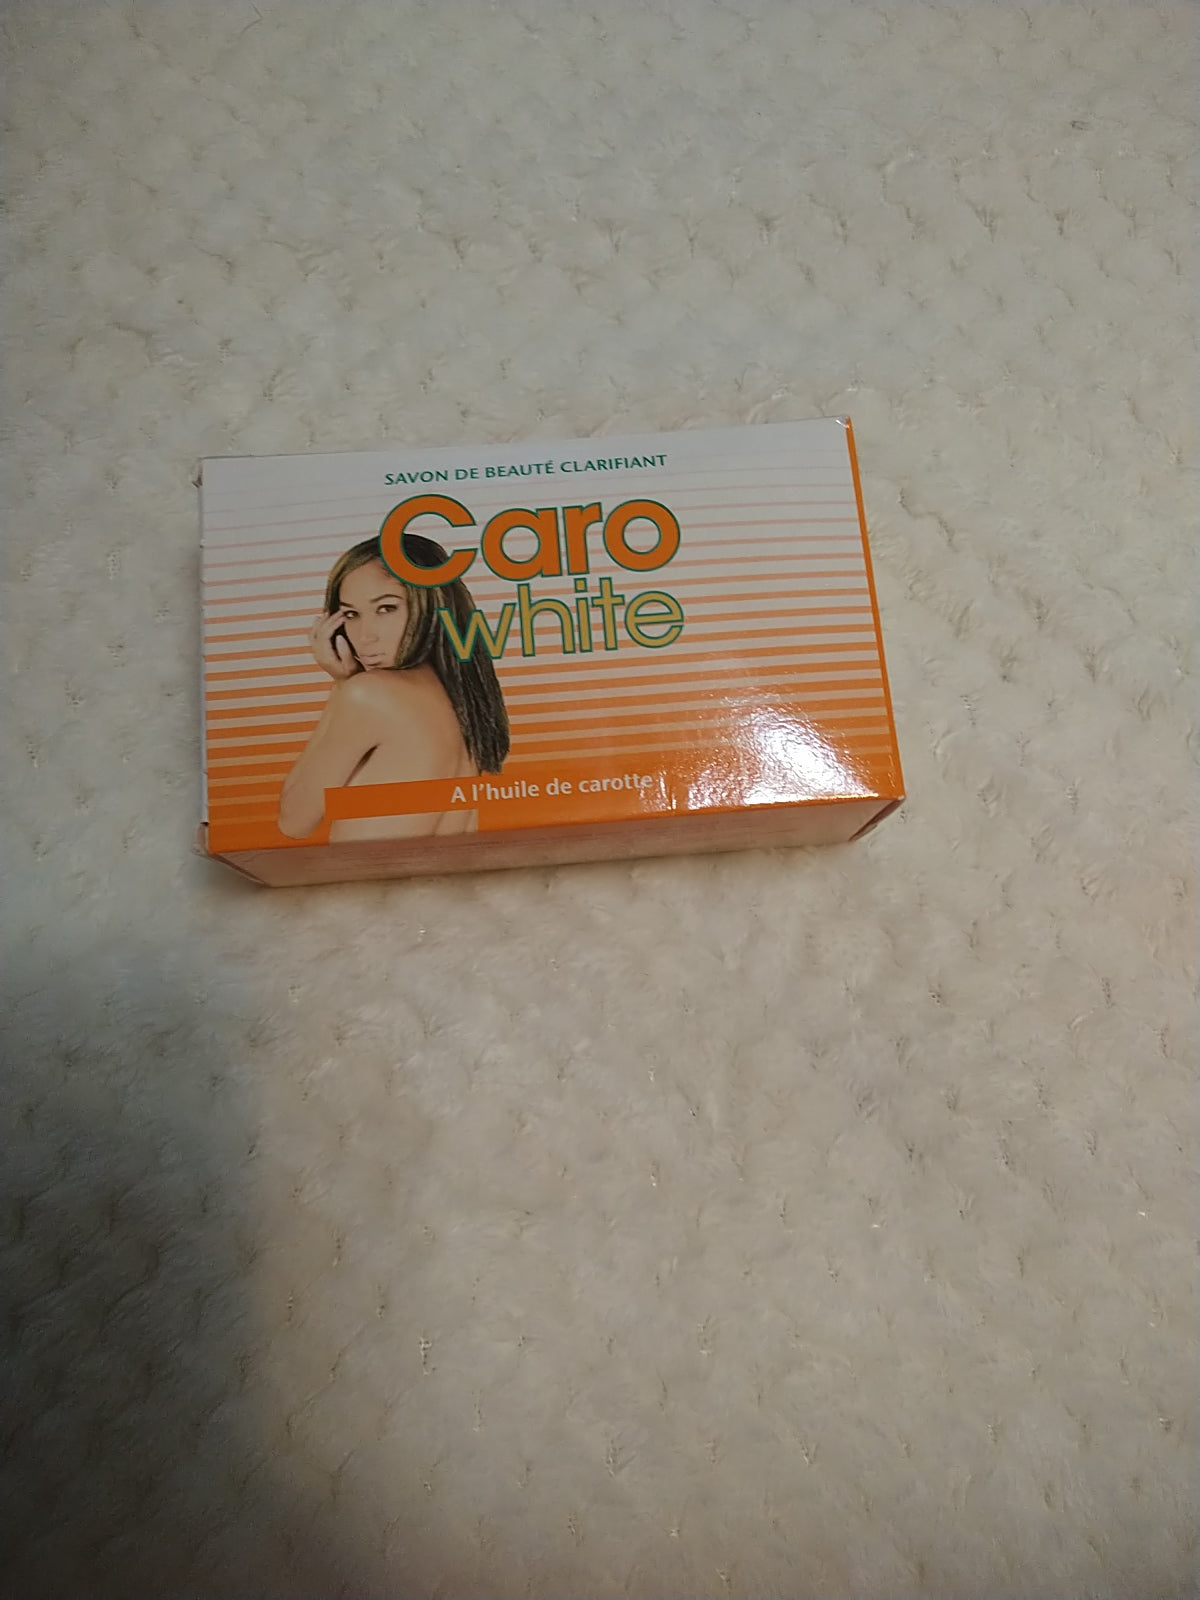 SAVON DE BEAUTÉ CLARIFIANT
Caro
white
A l'huile de carotte